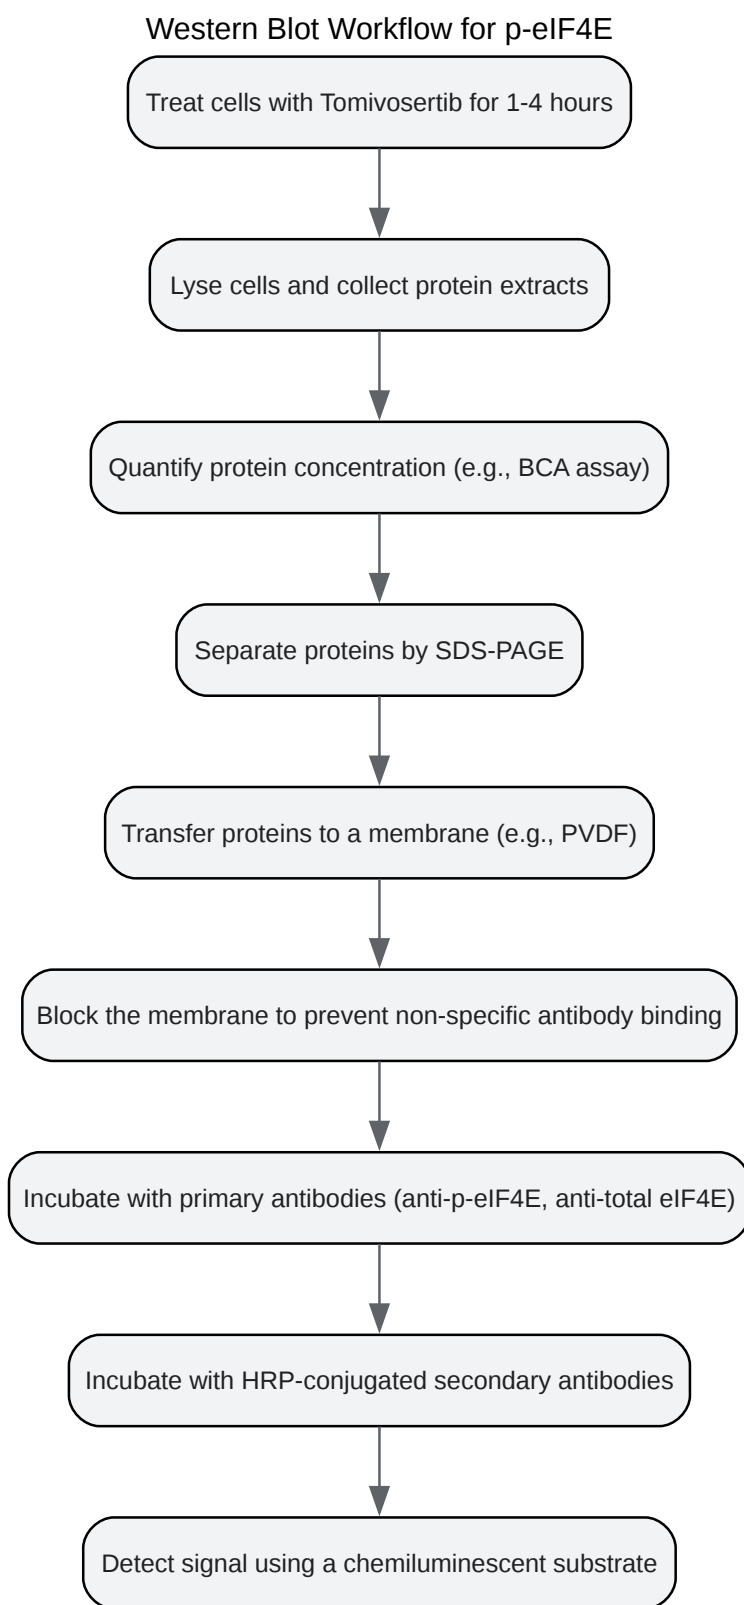 Western Blot Workflow for p-eIF4E
Treat cells with Tomivosertib for 1-4 hours
Lyse cells and collect protein extracts
Quantify protein concentration (e.g., BCA assay)
Separate proteins by SDS-PAGE
Transfer proteins to a membrane (e.g., PVDF)
Block the membrane to prevent non-specific antibody binding
Incubate with primary antibodies (anti-p-eIF4E, anti-total eIF4E)
Incubate with HRP-conjugated secondary antibodies
Detect signal using a chemiluminescent substrate